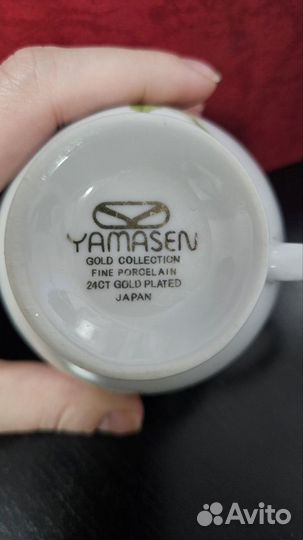 YAMASEN
GOLD COLLECTION
FINE PORCELAIN
24CT GOLD PLATED
JAPAN
Avito